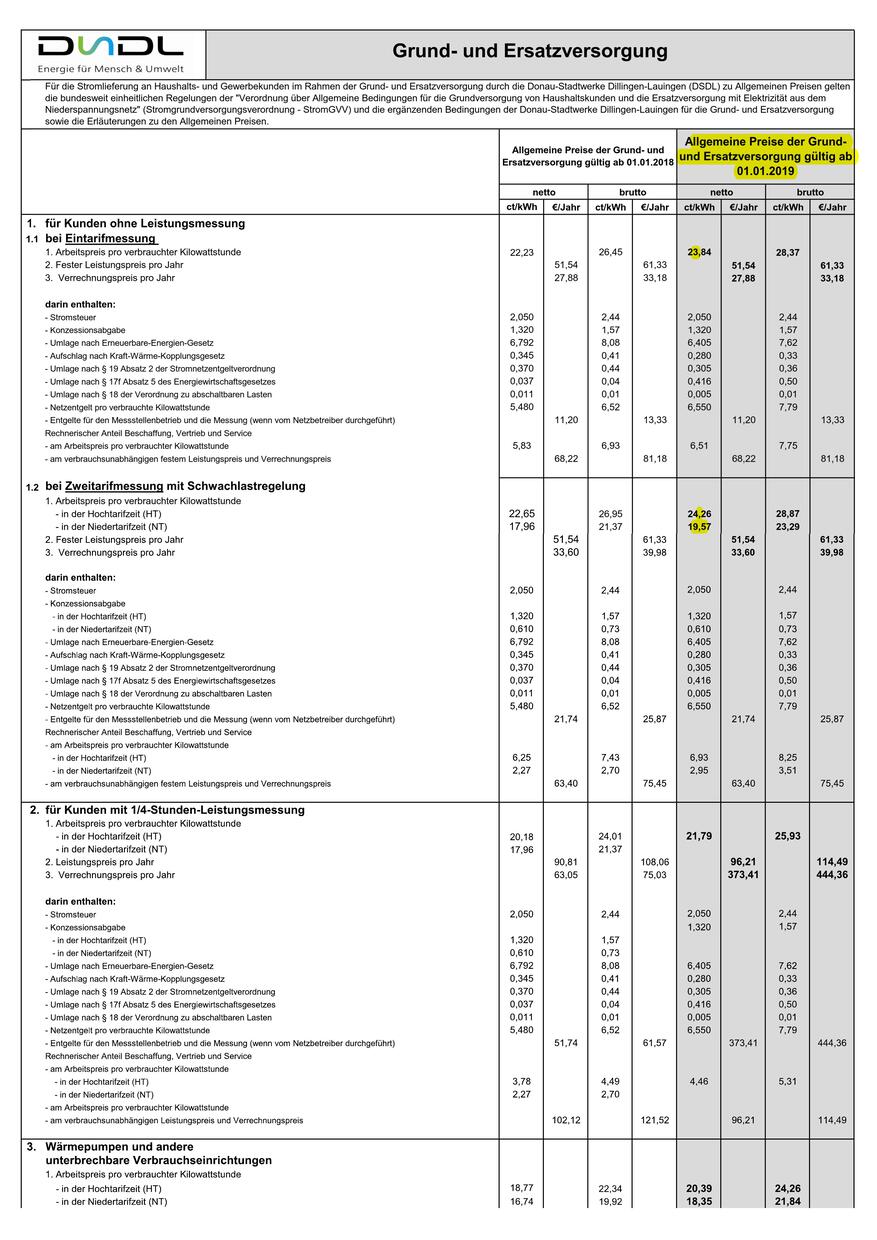 DSDL
Energie für Mensch & Umwelt
Grund- und Ersatzversorgung
Für die Stromlieferung an Haushalts- und Gewerbekunden im Rahmen der Grund- und Ersatzversorgung durch die Donau-Stadtwerke Dillingen-Lauingen (DSDL) zu Allgemeinen Preisen gelten
die bundesweit einheitlichen Regelungen der "Verordnung über Allgemeine Bedingungen für die Grundversorgung von Haushaltskunden und die Ersatzversorgung mit Elektrizität aus dem
Niederspannungsnetz" (Stromgrundversorgungsverordnung - StromGVV) und die ergänzenden Bedingungen der Donau-Stadtwerke Dillingen-Lauingen für die Grund- und Ersatzversorgung
sowie die Erläuterungen zu den Allgemeinen Preisen.
Allgemeine Preise der Grund- und
Ersatzversorgung gültig ab 01.01.2018
Allgemeine Preise der Grund-
und Ersatzversorgung gültig ab
01.01.2019
netto brutto netto brutto
ct/kWh €/Jahr ct/kWh €/Jahr ct/kWh €/Jahr ct/kWh €/Jahr
1. für Kunden ohne Leistungsmessung
1.1 bei Eintarifmessung
1. Arbeitspreis pro verbrauchter Kilowattstunde 22,23 26,45 23,84 28,37
2. Fester Leistungspreis pro Jahr 51,54 61,33 51,54 61,33
3. Verrechnungspreis pro Jahr 27,88 33,18 27,88 33,18
darin enthalten:
- Stromsteuer 2,050 2,44 2,050 2,44
- Konzessionsabgabe 1,320 1,57 1,320 1,57
- Umlage nach Erneuerbare-Energien-Gesetz 6,792 8,08 6,405 7,62
- Aufschlag nach Kraft-Wärme-Kopplungsgesetz 0,345 0,41 0,280 0,33
- Umlage nach § 19 Absatz 2 der Stromnetzentgeltverordnung 0,370 0,44 0,305 0,36
- Umlage nach § 17f Absatz 5 des Energiewirtschaftsgesetzes 0,037 0,04 0,416 0,50
- Umlage nach § 18 der Verordnung zu abschaltbaren Lasten 0,011 0,01 0,005 0,01
- Netzentgelt pro verbrauchte Kilowattstunde 5,480 6,52 6,550 7,79
- Entgelte für den Messstellenbetrieb und die Messung (wenn vom Netzbetreiber durchgeführt) 11,20 13,33 11,20 13,33
Rechnerischer Anteil Beschaffung, Vertrieb und Service
- am Arbeitspreis pro verbrauchter Kilowattstunde 5,83 6,93 6,51 7,75
- am verbrauchsunabhängigen festem Leistungspreis und Verrechnungspreis 68,22 81,18 68,22 81,18
1.2 bei Zweitarifmessung mit Schwachlastregelung
1. Arbeitspreis pro verbrauchter Kilowattstunde
- in der Hochtarifzeit (HT) 22,65 26,95 24,26 28,87
- in der Niedertarifzeit (NT) 17,96 21,37 19,57 23,29
2. Fester Leistungspreis pro Jahr 51,54 61,33 51,54 61,33
3. Verrechnungspreis pro Jahr 33,60 39,98 33,60 39,98
darin enthalten:
- Stromsteuer 2,050 2,44 2,050 2,44
- Konzessionsabgabe
- in der Hochtarifzeit (HT) 1,320 1,57 1,320 1,57
- in der Niedertarifzeit (NT) 0,610 0,73 0,610 0,73
- Umlage nach Erneuerbare-Energien-Gesetz 6,792 8,08 6,405 7,62
- Aufschlag nach Kraft-Wärme-Kopplungsgesetz 0,345 0,41 0,280 0,33
- Umlage nach § 19 Absatz 2 der Stromnetzentgeltverordnung 0,370 0,44 0,305 0,36
- Umlage nach § 17f Absatz 5 des Energiewirtschaftsgesetzes 0,037 0,04 0,416 0,50
- Umlage nach § 18 der Verordnung zu abschaltbaren Lasten 0,011 0,01 0,005 0,01
- Netzentgelt pro verbrauchte Kilowattstunde 5,480 6,52 6,550 7,79
- Entgelte für den Messstellenbetrieb und die Messung (wenn vom Netzbetreiber durchgeführt) 21,74 25,87 21,74 25,87
Rechnerischer Anteil Beschaffung, Vertrieb und Service
- am Arbeitspreis pro verbrauchter Kilowattstunde
- in der Hochtarifzeit (HT) 6,25 7,43 6,93 8,25
- in der Niedertarifzeit (NT) 2,27 2,70 2,95 3,51
- am verbrauchsunabhängigen festem Leistungspreis und Verrechnungspreis 63,40 75,45 63,40 75,45
2. für Kunden mit 1/4-Stunden-Leistungsmessung
1. Arbeitspreis pro verbrauchter Kilowattstunde
- in der Hochtarifzeit (HT) 20,18 24,01 21,79 25,93
- in der Niedertarifzeit (NT) 17,96 21,37
2. Leistungspreis pro Jahr 90,81 108,06 96,21 114,49
3. Verrechnungspreis pro Jahr 63,05 75,03 373,41 444,36
darin enthalten:
- Stromsteuer 2,050 2,44 2,050 2,44
- Konzessionsabgabe 1,320 1,57
- in der Hochtarifzeit (HT) 1,320 1,57
- in der Niedertarifzeit (NT) 0,610 0,73
- Umlage nach Erneuerbare-Energien-Gesetz 6,792 8,08 6,405 7,62
- Aufschlag nach Kraft-Wärme-Kopplungsgesetz 0,345 0,41 0,280 0,33
- Umlage nach § 19 Absatz 2 der Stromnetzentgeltverordnung 0,370 0,44 0,305 0,36
- Umlage nach § 17f Absatz 5 des Energiewirtschaftsgesetzes 0,037 0,04 0,416 0,50
- Umlage nach § 18 der Verordnung zu abschaltbaren Lasten 0,011 0,01 0,005 0,01
- Netzentgelt pro verbrauchte Kilowattstunde 5,480 6,52 6,550 7,79
- Entgelte für den Messstellenbetrieb und die Messung (wenn vom Netzbetreiber durchgeführt) 51,74 61,57 373,41 444,36
Rechnerischer Anteil Beschaffung, Vertrieb und Service
- am Arbeitspreis pro verbrauchter Kilowattstunde
- in der Hochtarifzeit (HT) 3,78 4,49 4,46 5,31
- in der Niedertarifzeit (NT) 2,27 2,70
- am Arbeitspreis pro verbrauchter Kilowattstunde
- am verbrauchsunabhängigen Leistungspreis und Verrechnungspreis 102,12 121,52 96,21 114,49
3. Wärmepumpen und andere
unterbrechbare Verbrauchseinrichtungen
1. Arbeitspreis pro verbrauchter Kilowattstunde
- in der Hochtarifzeit (HT) 18,77 22,34 20,39 24,26
- in der Niedertarifzeit (NT) 16,74 19,92 18,35 21,84